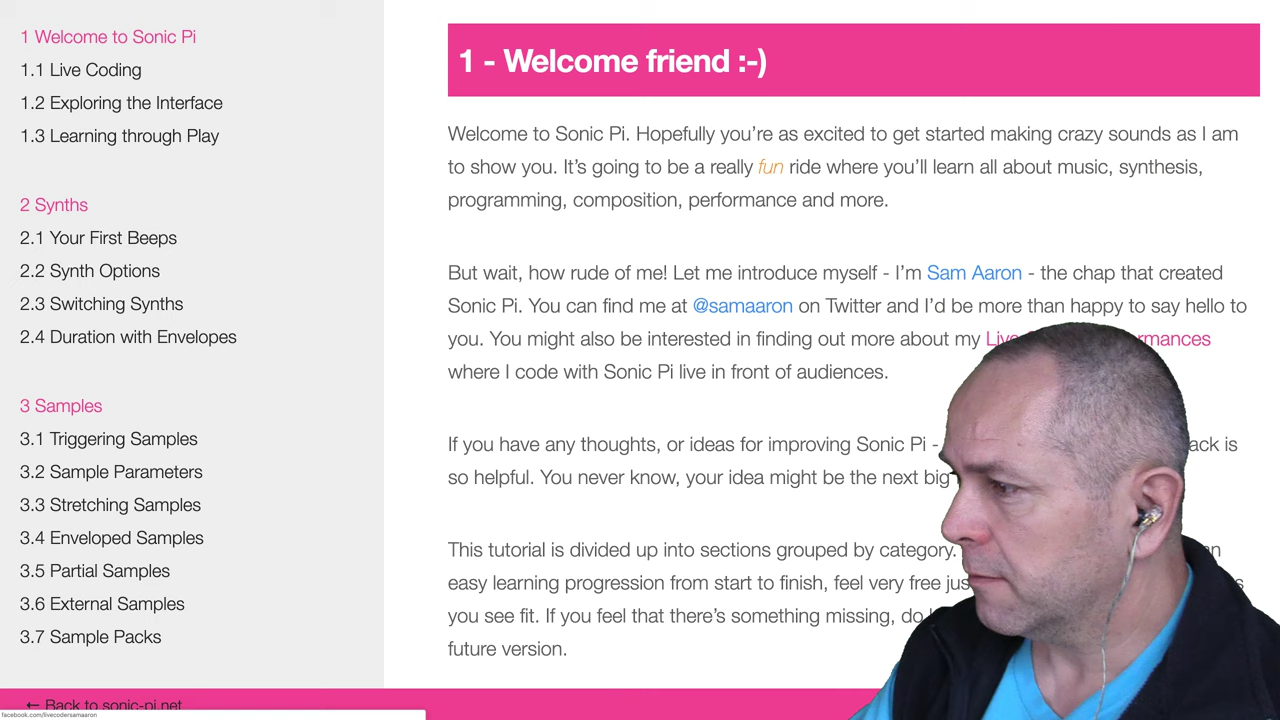 1 Welcome to Sonic Pi
1.1 Live Coding
1.2 Exploring the Interface
1.3 Learning through Play
2 Synths
2.1 Your First Beeps
2.2 Synth Options
2.3 Switching Synths
2.4 Duration with Envelopes
3 Samples
3.1 Triggering Samples
3.2 Sample Parameters
3.3 Stretching Samples
3.4 Enveloped Samples
3.5 Partial Samples
3.6 External Samples
3.7 Sample Packs
← Back to sonic-pi.net
facebook.com/livecodersamaaron
1 - Welcome friend :-)
Welcome to Sonic Pi. Hopefully you’re as excited to get started making crazy sounds as I am
to show you. It’s going to be a really fun ride where you’ll learn all about music, synthesis,
programming, composition, performance and more.
But wait, how rude of me! Let me introduce myself - I’m Sam Aaron - the chap that created
Sonic Pi. You can find me at @samaaron on Twitter and I’d be more than happy to say hello to
you. You might also be interested in finding out more about my
where I code with Sonic Pi live in front of audiences.
If you have any thoughts, or ideas for improving Sonic Pi - is
so helpful. You never know, your idea might be the next big
This tutorial is divided up into sections grouped by category.
easy learning progression from start to finish, feel very free
you see fit. If you feel that there’s something missing, do
future version.